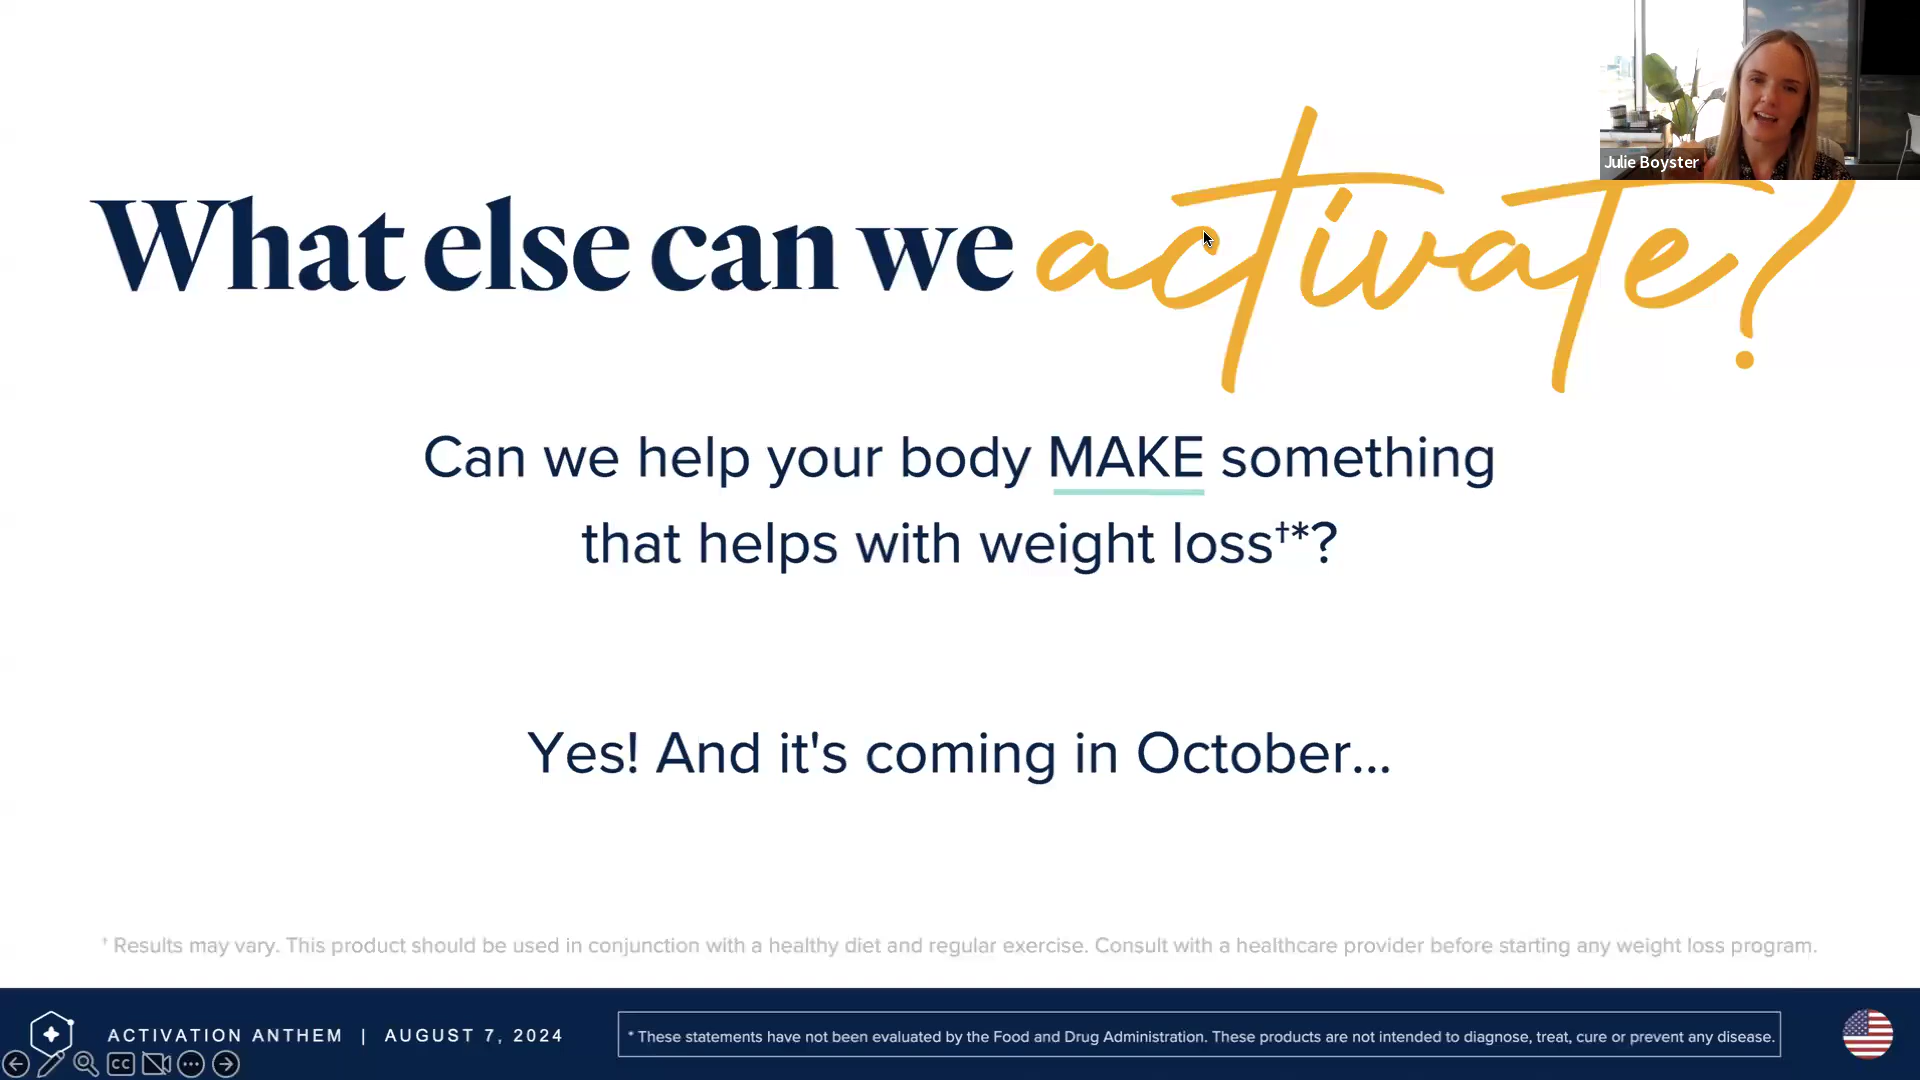 Julie Boyster
What else can we activate?
Can we help your body MAKE something
that helps with weight loss†*?
Yes! And it's coming in October...
† Results may vary. This product should be used in conjunction with a healthy diet and regular exercise. Consult with a healthcare provider before starting any weight loss program.
ACTIVATION ANTHEM | AUGUST 7, 2024
* These statements have not been evaluated by the Food and Drug Administration. These products are not intended to diagnose, treat, cure or prevent any disease.
CC